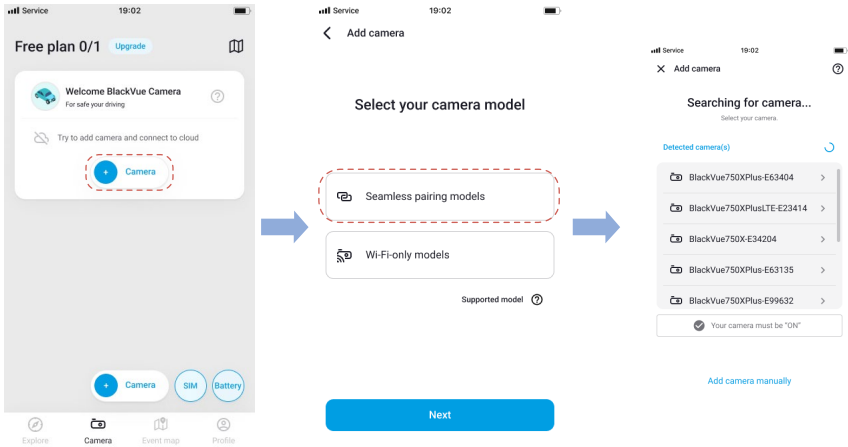 Service 19:02
Free plan 0/1 Upgrade
Welcome BlackVue Camera
For safe your driving
?
Try to add camera and connect to cloud
+ Camera
+ Camera
SIM
Battery
Explore
Camera
Event map
Profile
Service 19:02
Add camera
Select your camera model
Seamless pairing models
Wi-Fi-only models
Supported model ?
Next
Service 19:02
Add camera ?
Searching for camera...
Select your camera.
Detected camera(s)
BlackVue750XPlus-E63404
BlackVue750XPlusLTE-E23414
BlackVue750X-E34204
BlackVue750XPlus-E63135
BlackVue750XPlus-E99632
Your camera must be "ON"
Add camera manually